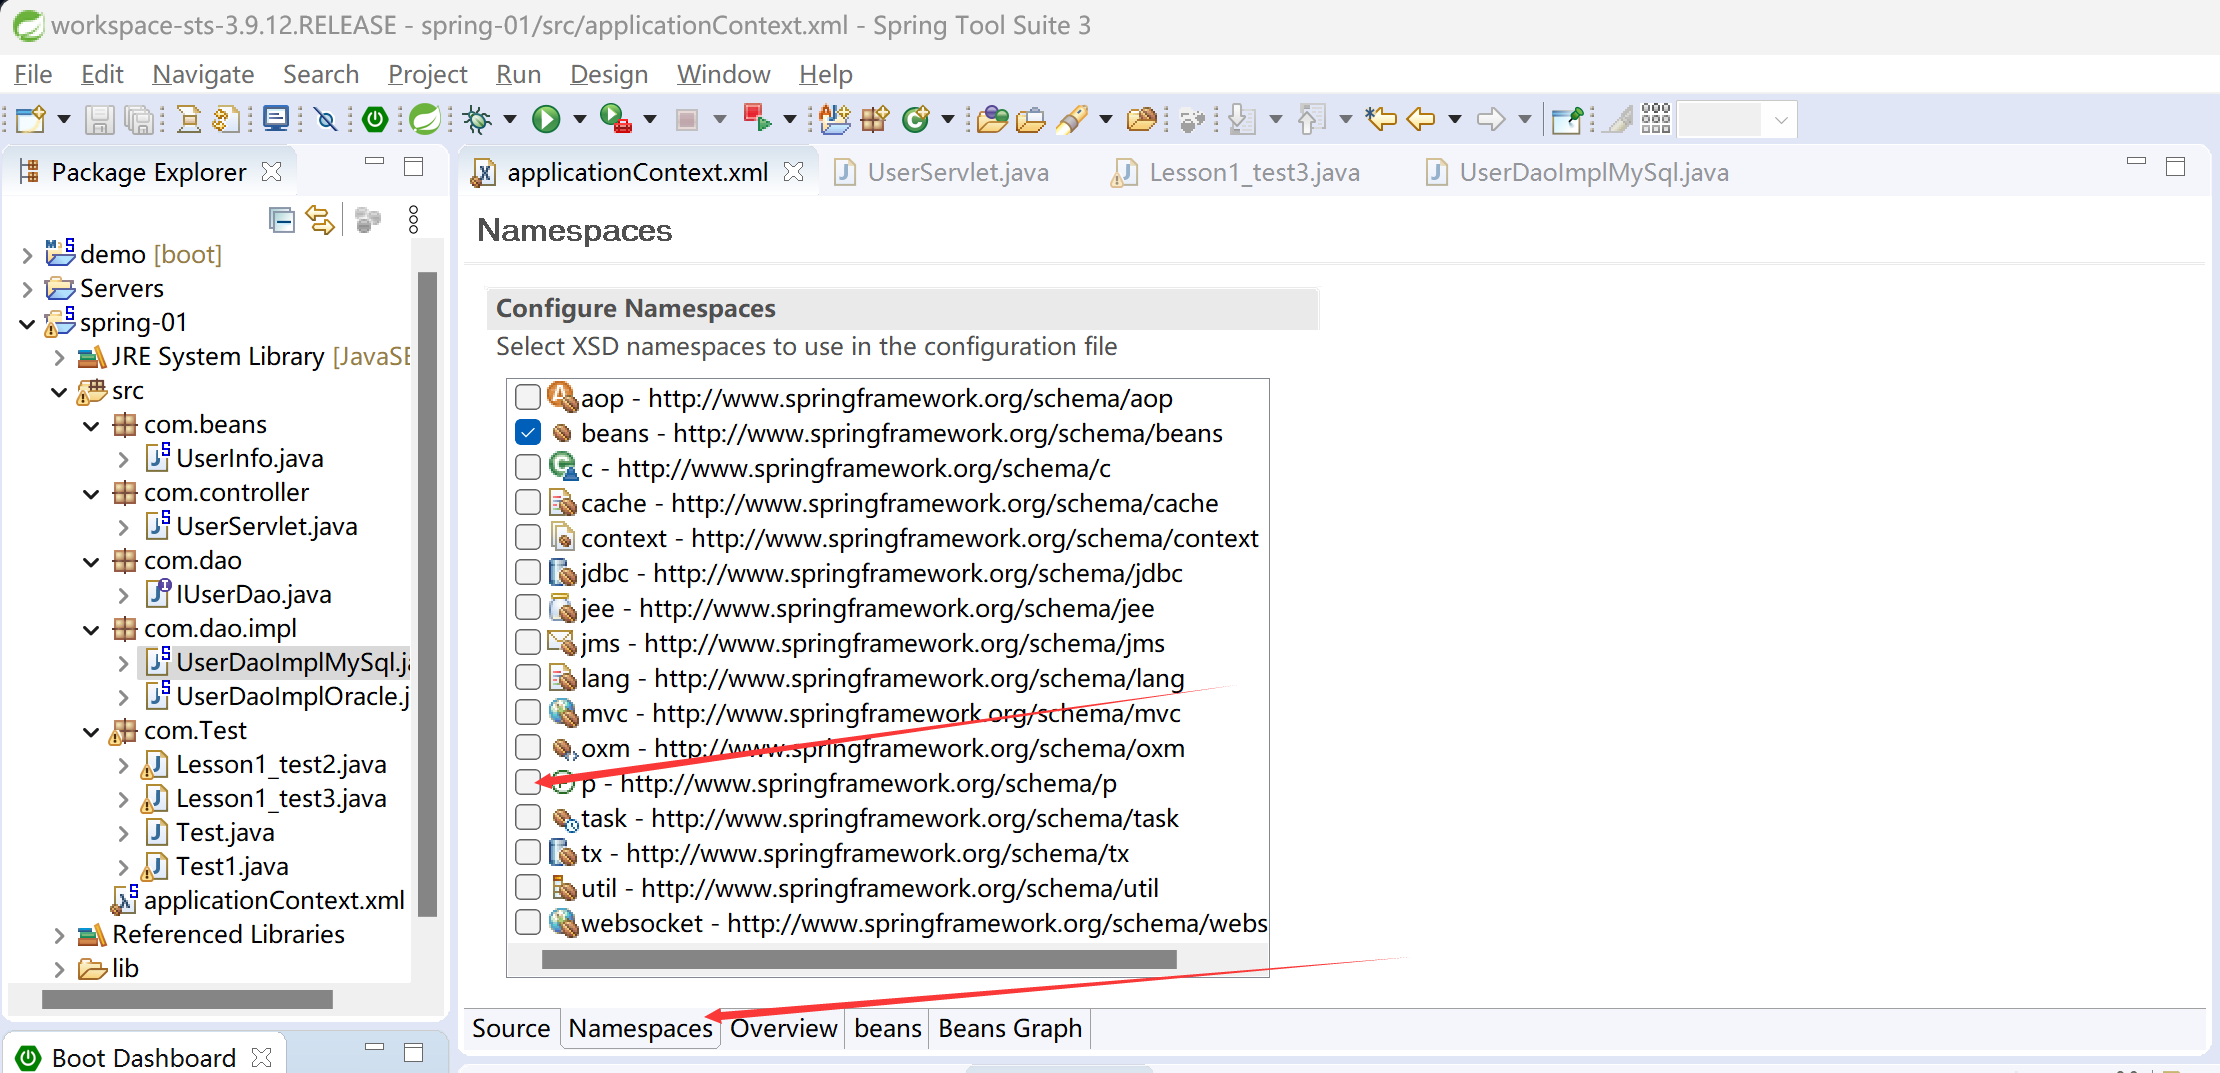 workspace-sts-3.9.12.RELEASE - spring-01/src/applicationContext.xml - Spring Tool Suite 3
File Edit Navigate Search Project Run Design Window Help
Package Explorer
demo [boot]
Servers
spring-01
JRE System Library [JavaSE
src
com.beans
UserInfo.java
com.controller
UserServlet.java
com.dao
IUserDao.java
com.dao.impl
UserDaoImplMySql.ja
UserDaoImplOracle.j
com.Test
Lesson1_test2.java
Lesson1_test3.java
Test.java
Test1.java
applicationContext.xml
Referenced Libraries
lib
Boot Dashboard
applicationContext.xml UserServlet.java Lesson1_test3.java UserDaoImplMySql.java
Namespaces
Configure Namespaces
Select XSD namespaces to use in the configuration file
aop - http://www.springframework.org/schema/aop
beans - http://www.springframework.org/schema/beans
c - http://www.springframework.org/schema/c
cache - http://www.springframework.org/schema/cache
context - http://www.springframework.org/schema/context
jdbc - http://www.springframework.org/schema/jdbc
jee - http://www.springframework.org/schema/jee
jms - http://www.springframework.org/schema/jms
lang - http://www.springframework.org/schema/lang
mvc - http://www.springframework.org/schema/mvc
oxm - http://www.springframework.org/schema/oxm
p - http://www.springframework.org/schema/p
task - http://www.springframework.org/schema/task
tx - http://www.springframework.org/schema/tx
util - http://www.springframework.org/schema/util
websocket - http://www.springframework.org/schema/webs
Source Namespaces Overview beans Beans Graph